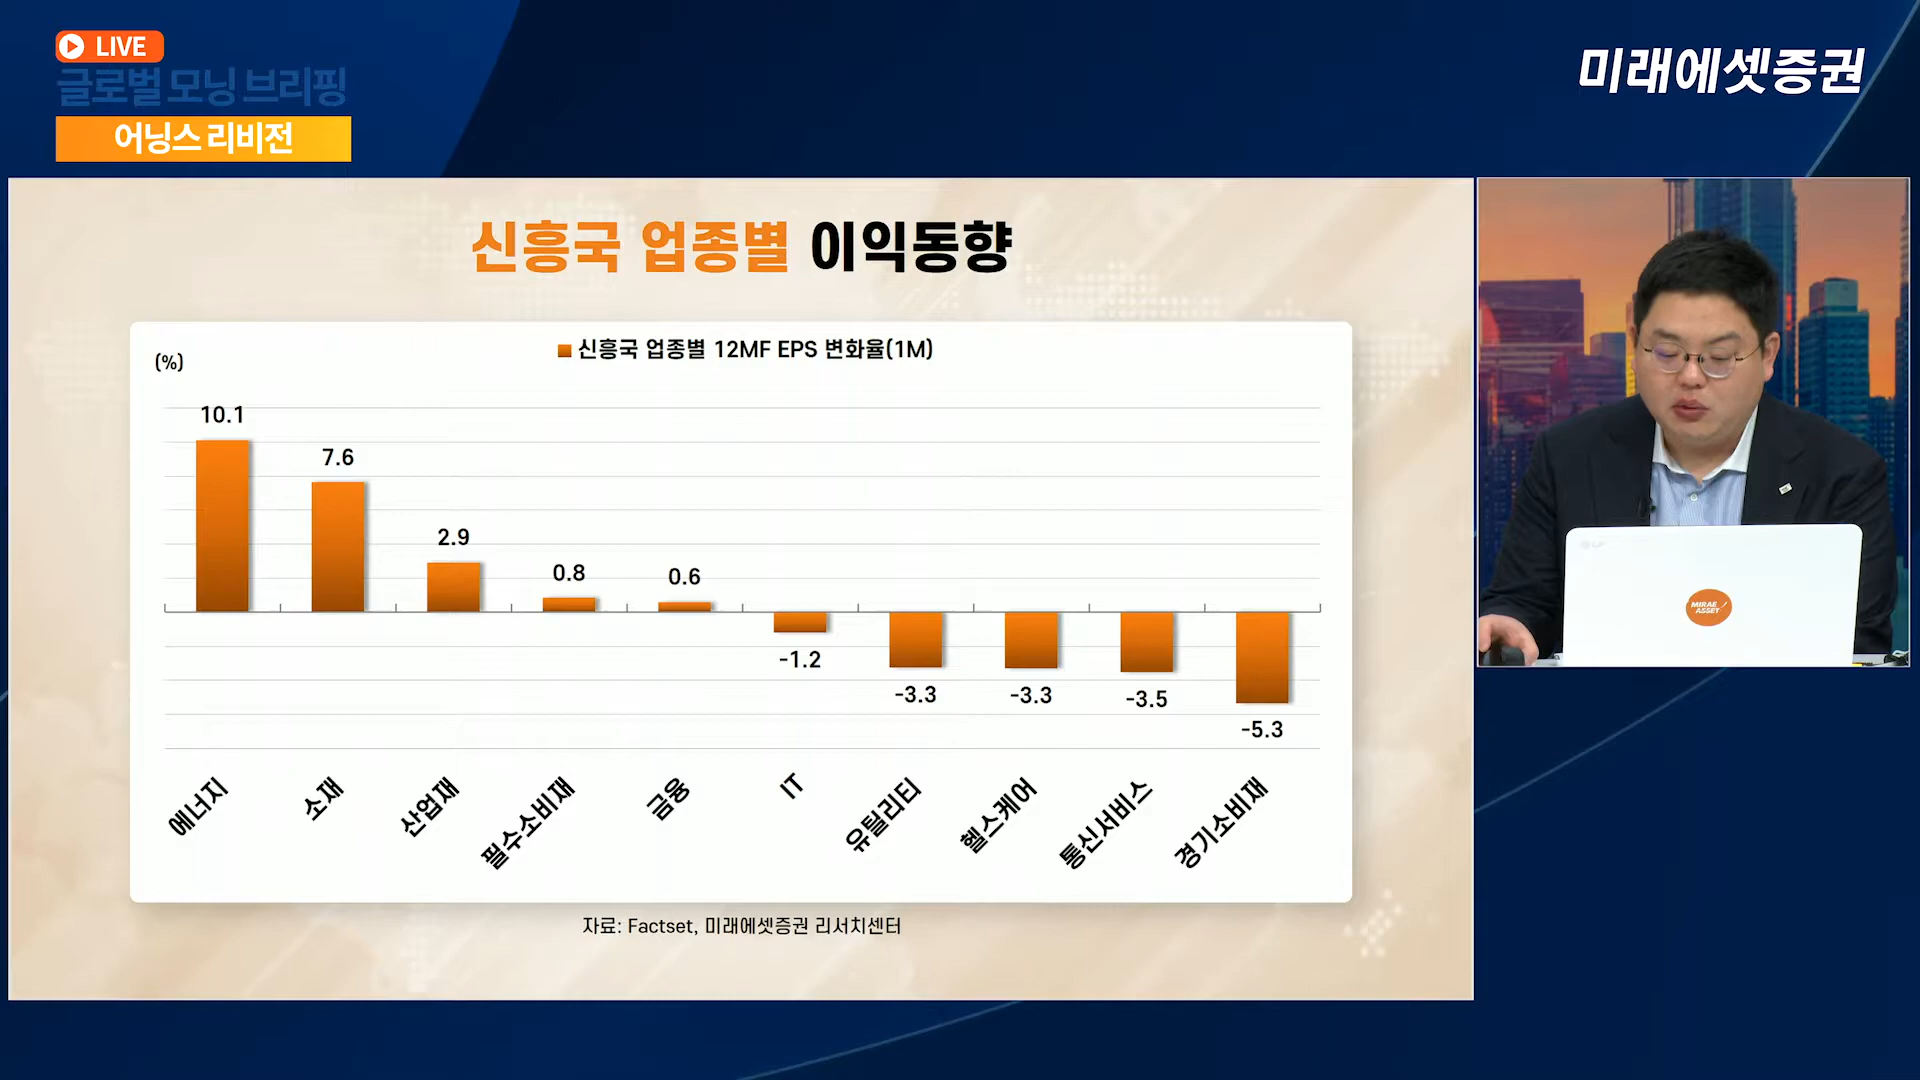 LIVE
글로벌 모닝 브리핑
어닝스 리비전
미래에셋증권
신흥국 업종별 이익동향
(%)
신흥국 업종별 12MF EPS 변화율(1M)
10.1
7.6
2.9
0.8
0.6
-1.2
-3.3
-3.3
-3.5
-5.3
에너지
소재
산업재
필수소비재
금융
IT
유틸리티
헬스케어
통신서비스
경기소비재
자료: Factset, 미래에셋증권 리서치센터
MIRAE
ASSET